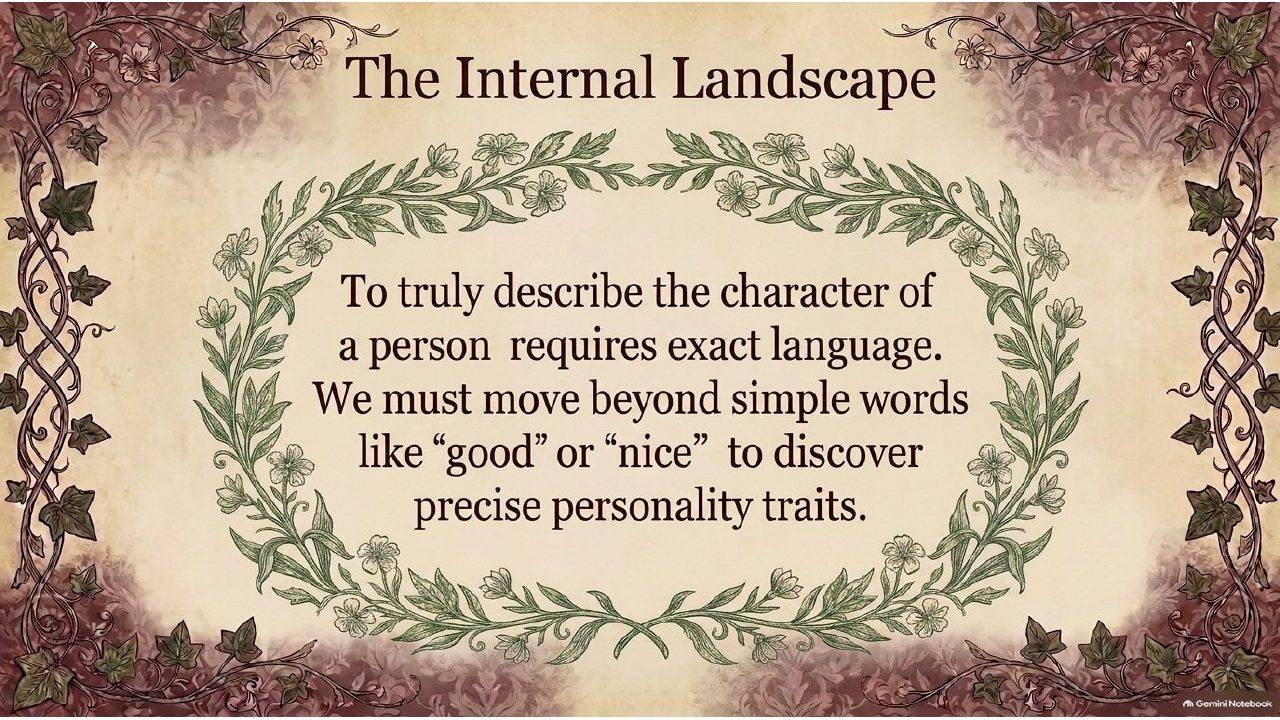 The Internal Landscape
To truly describe the character of
a person requires exact language.
We must move beyond simple words
like “good” or “nice” to discover
precise personality traits.
Gemini Notebook